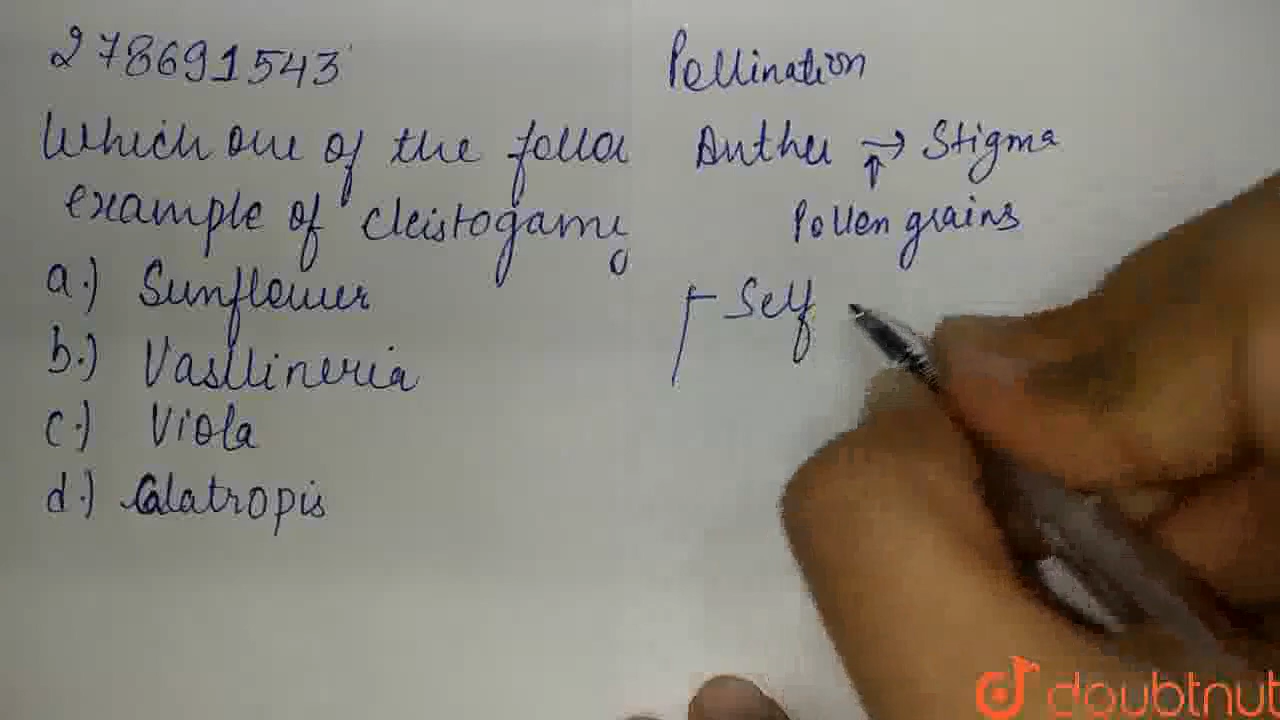 278691543
Which one of the follo
example of cleistogamy
a.) Sunflower
b.) Vasllineria
c.) Viola
d.) Calatropis
Pollination
Anther → Stigma
↑
Pollen grains
Self
doubtnut